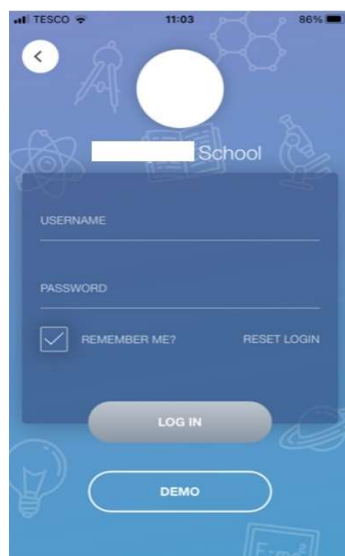 TESCO 11:03 86%
School
USERNAME
PASSWORD
REMEMBER ME? RESET LOGIN
LOG IN
DEMO